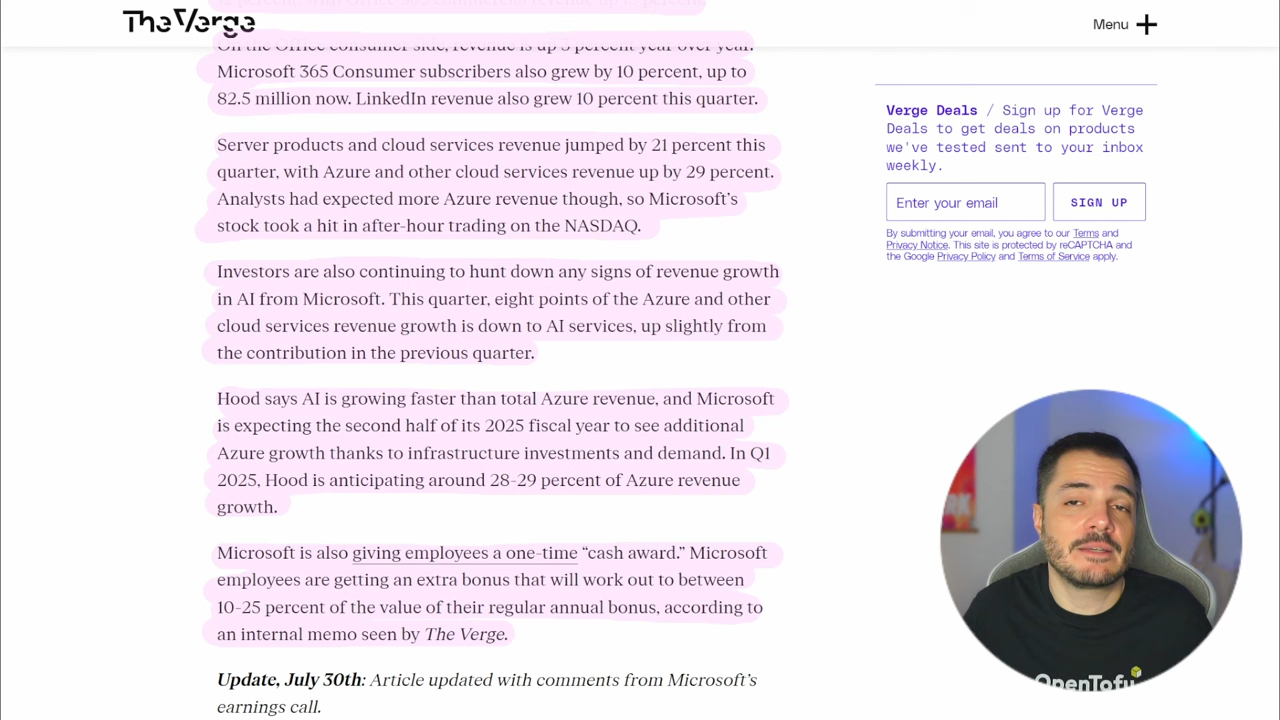 The Verge
Menu
On the Office consumer side, revenue is up 3 percent year over year.
Microsoft 365 Consumer subscribers also grew by 10 percent, up to
82.5 million now. LinkedIn revenue also grew 10 percent this quarter.
Server products and cloud services revenue jumped by 21 percent this
quarter, with Azure and other cloud services revenue up by 29 percent.
Analysts had expected more Azure revenue though, so Microsoft’s
stock took a hit in after-hour trading on the NASDAQ.
Investors are also continuing to hunt down any signs of revenue growth
in AI from Microsoft. This quarter, eight points of the Azure and other
cloud services revenue growth is down to AI services, up slightly from
the contribution in the previous quarter.
Hood says AI is growing faster than total Azure revenue, and Microsoft
is expecting the second half of its 2025 fiscal year to see additional
Azure growth thanks to infrastructure investments and demand. In Q1
2025, Hood is anticipating around 28-29 percent of Azure revenue
growth.
Microsoft is also giving employees a one-time “cash award.” Microsoft
employees are getting an extra bonus that will work out to between
10-25 percent of the value of their regular annual bonus, according to
an internal memo seen by The Verge.
Update, July 30th: Article updated with comments from Microsoft’s
earnings call.
Verge Deals / Sign up for Verge
Deals to get deals on products
we've tested sent to your inbox
weekly.
Enter your email
SIGN UP
By submitting your email, you agree to our Terms and
Privacy Notice. This site is protected by reCAPTCHA and
the Google Privacy Policy and Terms of Service apply.
OpenTofu